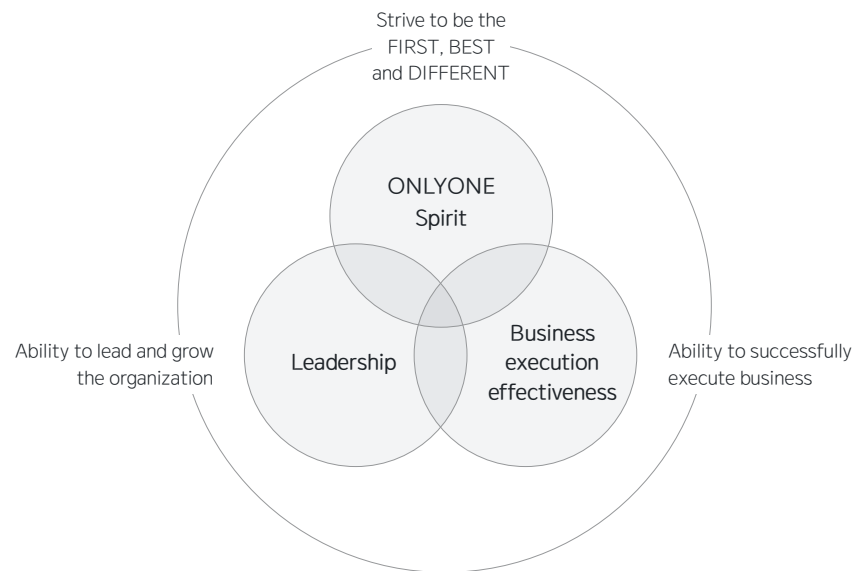 Strive to be the
FIRST, BEST
and DIFFERENT
ONLYONE
Spirit
Leadership
Business
execution
effectiveness
Ability to lead and grow
the organization
Ability to successfully
execute business